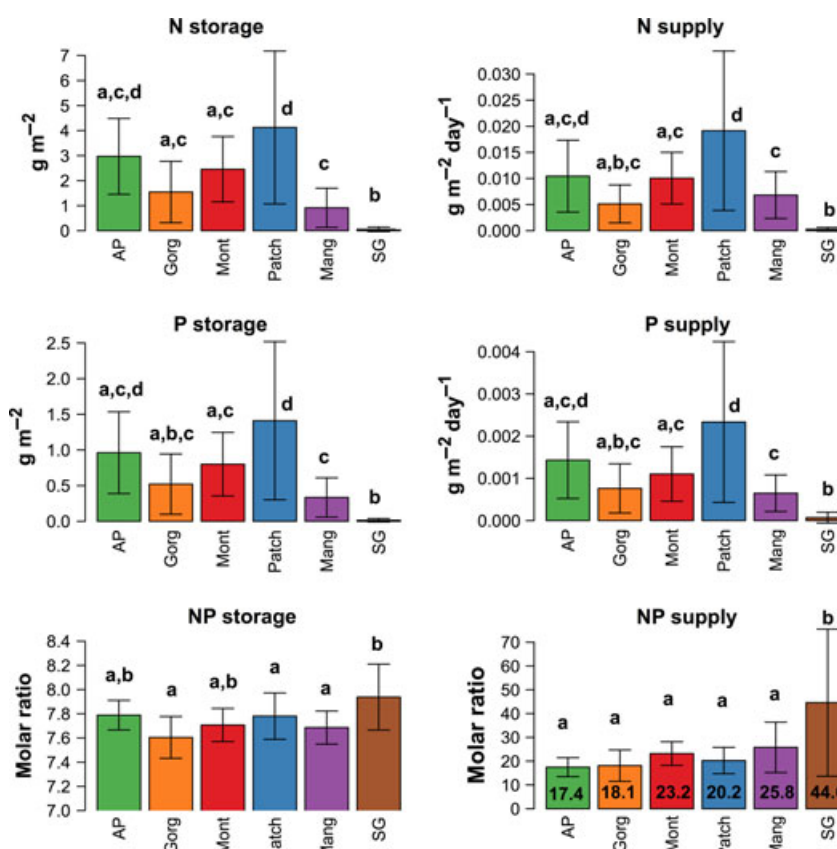 N storage
7
6
5
4
3
2
1
0
g m⁻²
a,c,d
a,c
a,c
d
c
b
AP
Gorg
Mont
Patch
Mang
SG
N supply
0.030
0.025
0.020
0.015
0.010
0.005
0.000
g m⁻² day⁻¹
a,c,d
a,b,c
a,c
d
c
b
AP
Gorg
Mont
Patch
Mang
SG
P storage
2.5
2.0
1.5
1.0
0.5
0.0
g m⁻²
a,c,d
a,b,c
a,c
d
c
b
AP
Gorg
Mont
Patch
Mang
SG
P supply
0.004
0.003
0.002
0.001
0.000
g m⁻² day⁻¹
a,c,d
a,b,c
a,c
d
c
b
AP
Gorg
Mont
Patch
Mang
SG
NP storage
8.4
8.2
8.0
7.8
7.6
7.4
7.2
7.0
Molar ratio
a,b
a
a,b
a
a
b
AP
Gorg
Mont
Patch
Mang
SG
NP supply
70
60
50
40
30
20
10
0
Molar ratio
a
a
a
a
a
b
17.4
18.1
23.2
20.2
25.8
AP
Gorg
Mont
Patch
Mang
SG